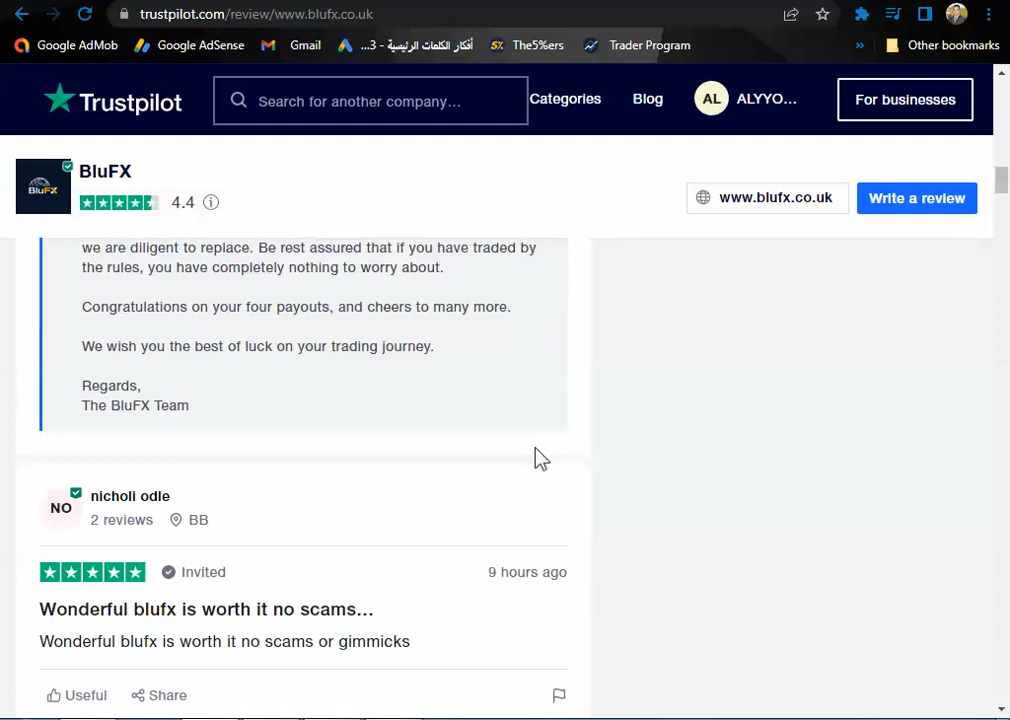 trustpilot.com/review/www.blufx.co.uk
Google AdMob
Google AdSense
Gmail
أفكار الكلمات الرئيسية - 3...
The5%ers
Trader Program
»
Other bookmarks
Trustpilot
Search for another company...
Categories
Blog
AL
ALYYO...
For businesses
BluFX
BluFX
4.4
www.blufx.co.uk
Write a review
we are diligent to replace. Be rest assured that if you have traded by
the rules, you have completely nothing to worry about.
Congratulations on your four payouts, and cheers to many more.
We wish you the best of luck on your trading journey.
Regards,
The BluFX Team
NO
nicholi odle
2 reviews
BB
Invited
9 hours ago
Wonderful blufx is worth it no scams...
Wonderful blufx is worth it no scams or gimmicks
Useful
Share